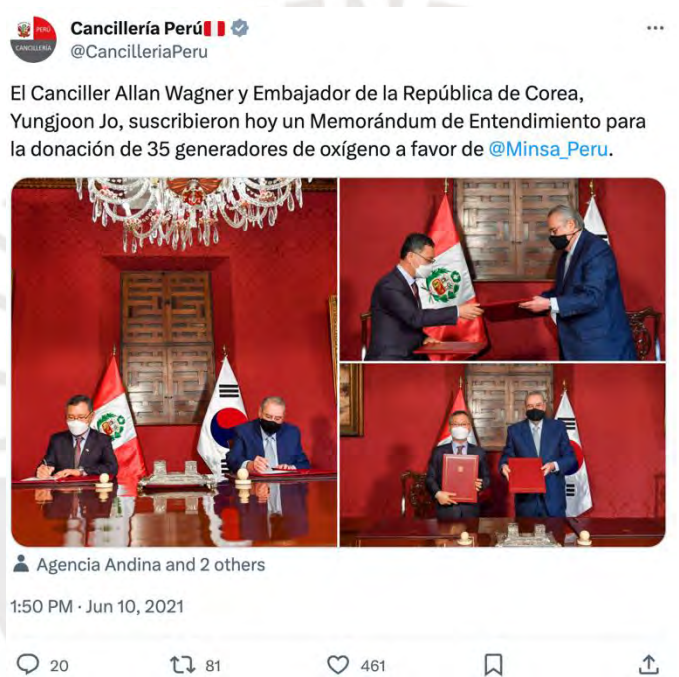 PERÚ
CANCILLERÍA
Cancillería Perú
@CancilleriaPeru
El Canciller Allan Wagner y Embajador de la República de Corea,
Yungjoon Jo, suscribieron hoy un Memorándum de Entendimiento para
la donación de 35 generadores de oxígeno a favor de @Minsa_Peru.
Agencia Andina and 2 others
1:50 PM · Jun 10, 2021
20 81 461